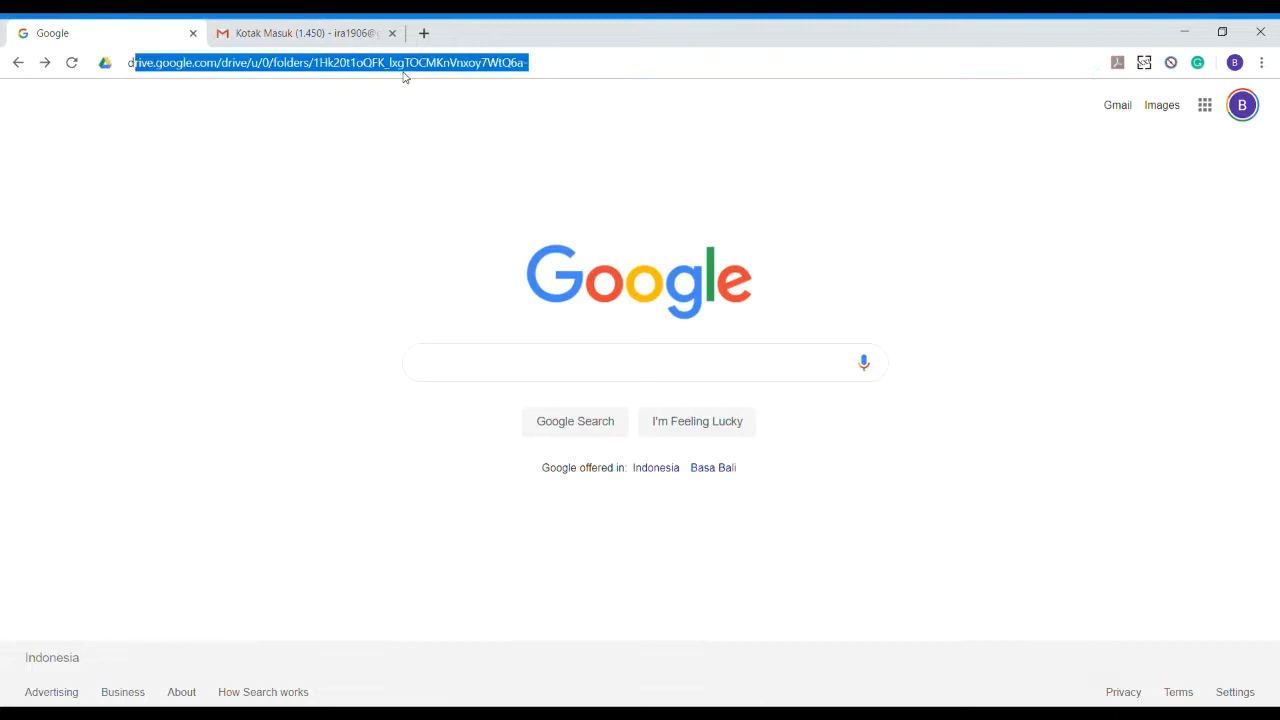 Google
Kotak Masuk (1.450) - ira1906@g
drive.google.com/drive/u/0/folders/1Hk20t1oQFK_lxgTOCMKnVnxoy7WtQ6a-
B
Gmail Images B
Google
Google Search I'm Feeling Lucky
Google offered in: Indonesia Basa Bali
Indonesia
Advertising Business About How Search works Privacy Terms Settings